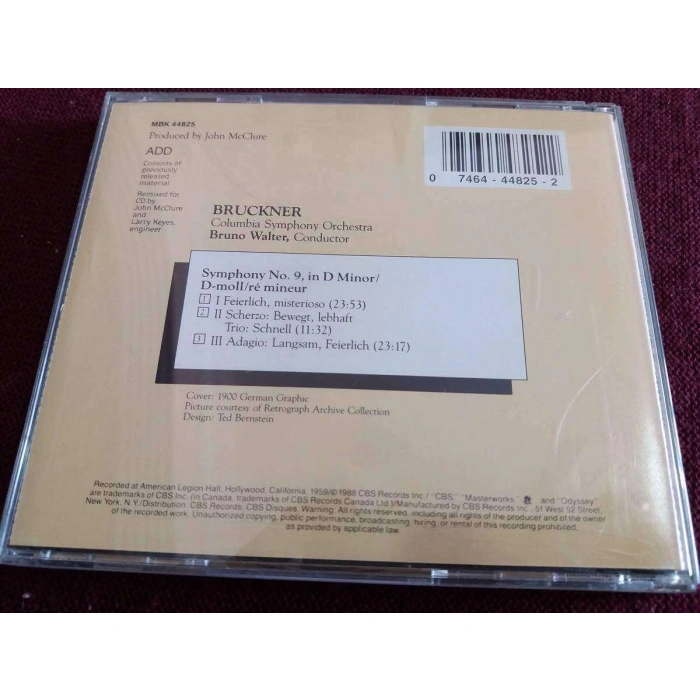 MBK 44825
Produced by John McClure
ADD
Consists of
previously
released
material
Remixed for
CD by
John McClure
and
Larry Keyes,
engineer
0 7464 - 44825 - 2
BRUCKNER
Columbia Symphony Orchestra
Bruno Walter, Conductor
Symphony No. 9, in D Minor/
D-moll/ré mineur
1 I Feierlich, misterioso (23:53)
2 II Scherzo: Bewegt, lebhaft
Trio: Schnell (11:32)
3 III Adagio: Langsam, Feierlich (23:17)
Cover: 1900 German Graphic
Picture courtesy of Retrograph Archive Collection
Design/ Ted Bernstein
Recorded at American Legion Hall, Hollywood, California, 1959/℗ 1988 CBS Records Inc./ "CBS," "Masterworks, and "Odyssey"
are trademarks of CBS Inc. (in Canada, trademarks of CBS Records Canada Ltd.)/Manufactured by CBS Records Inc., 51 West 52 Street,
New York, N.Y./Distribution: CBS Records, CBS Disques. Warning: All rights reserved, including all rights of the producer and of the owner
of the recorded work. Unauthorized copying, public performance, broadcasting, hiring, or rental of this recording prohibited,
as provided by applicable law.